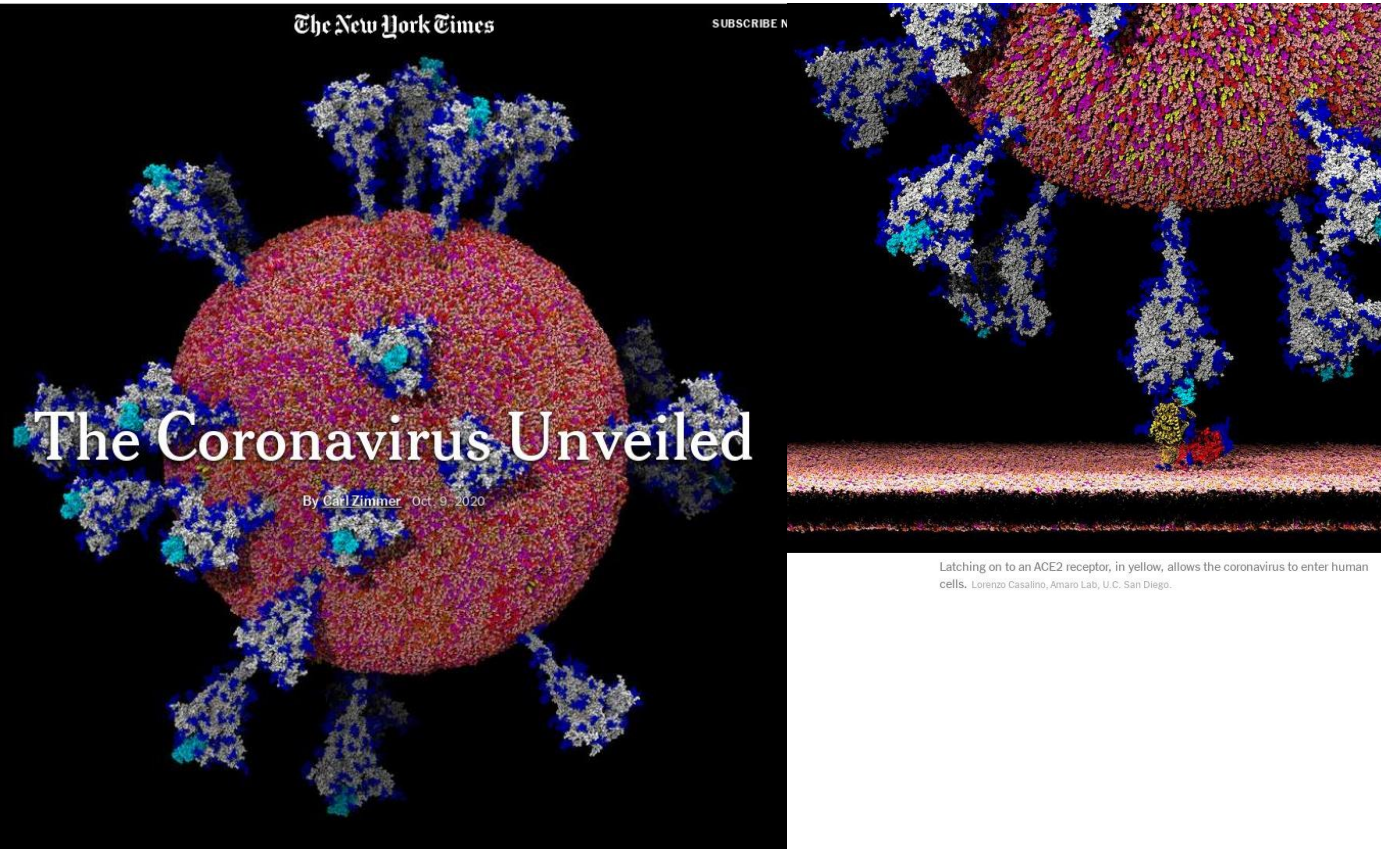 The New York Times
SUBSCRIBE N
The Coronavirus Unveiled
By Carl Zimmer Oct. 9, 2020
Latching on to an ACE2 receptor, in yellow, allows the coronavirus to enter human
cells. Lorenzo Casalino, Amaro Lab, U.C. San Diego.